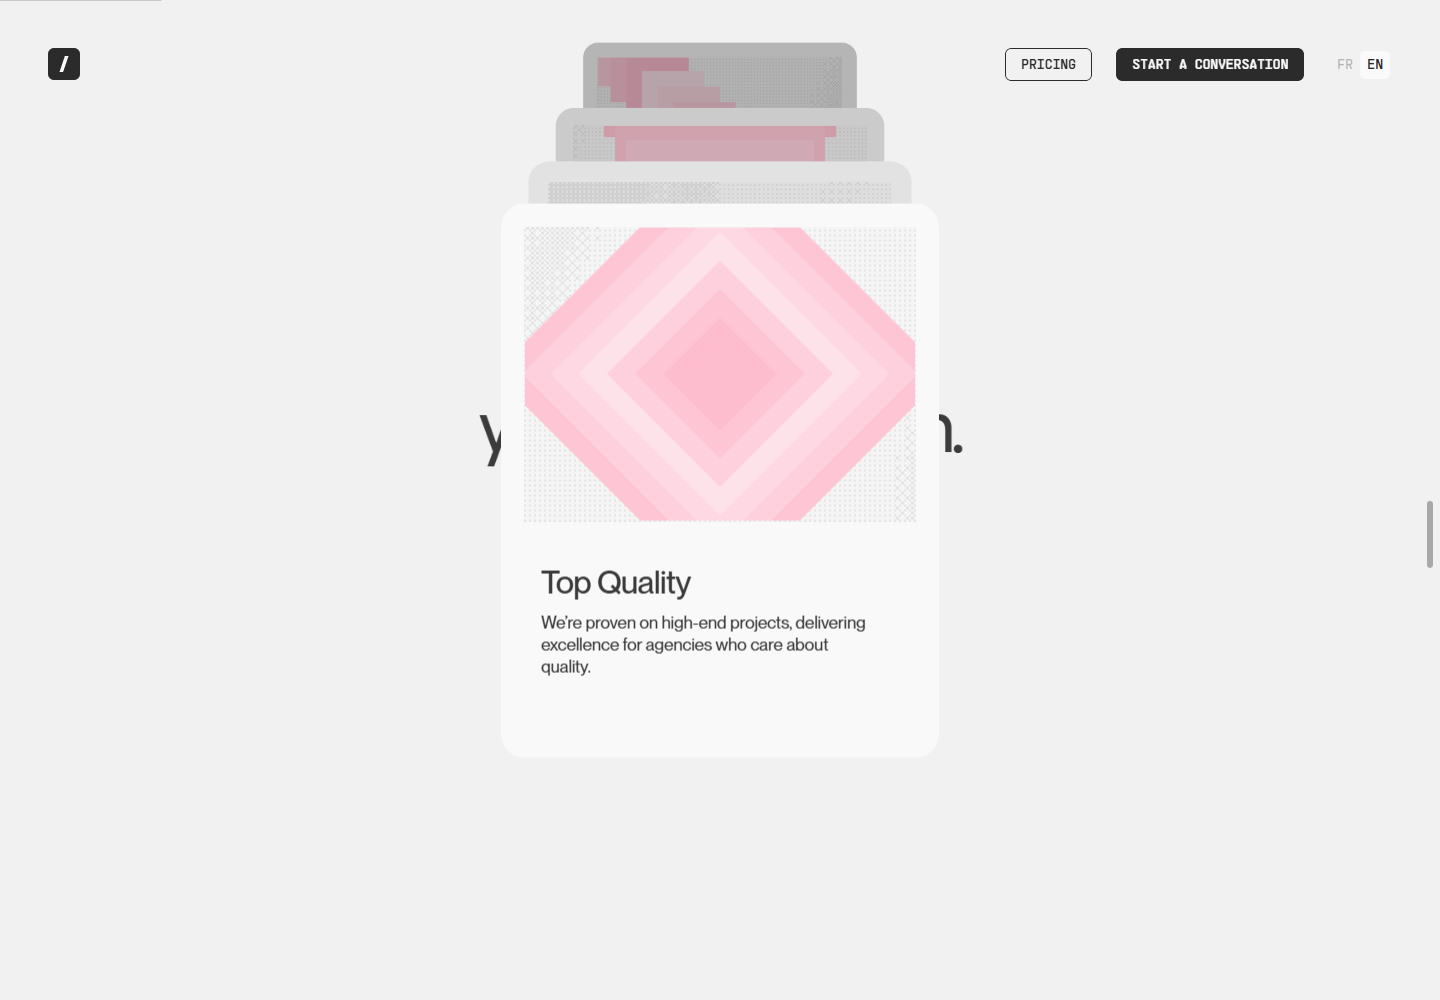 /
PRICING
START A CONVERSATION
FR
EN
Top Quality
We're proven on high-end projects, delivering
excellence for agencies who care about
quality.